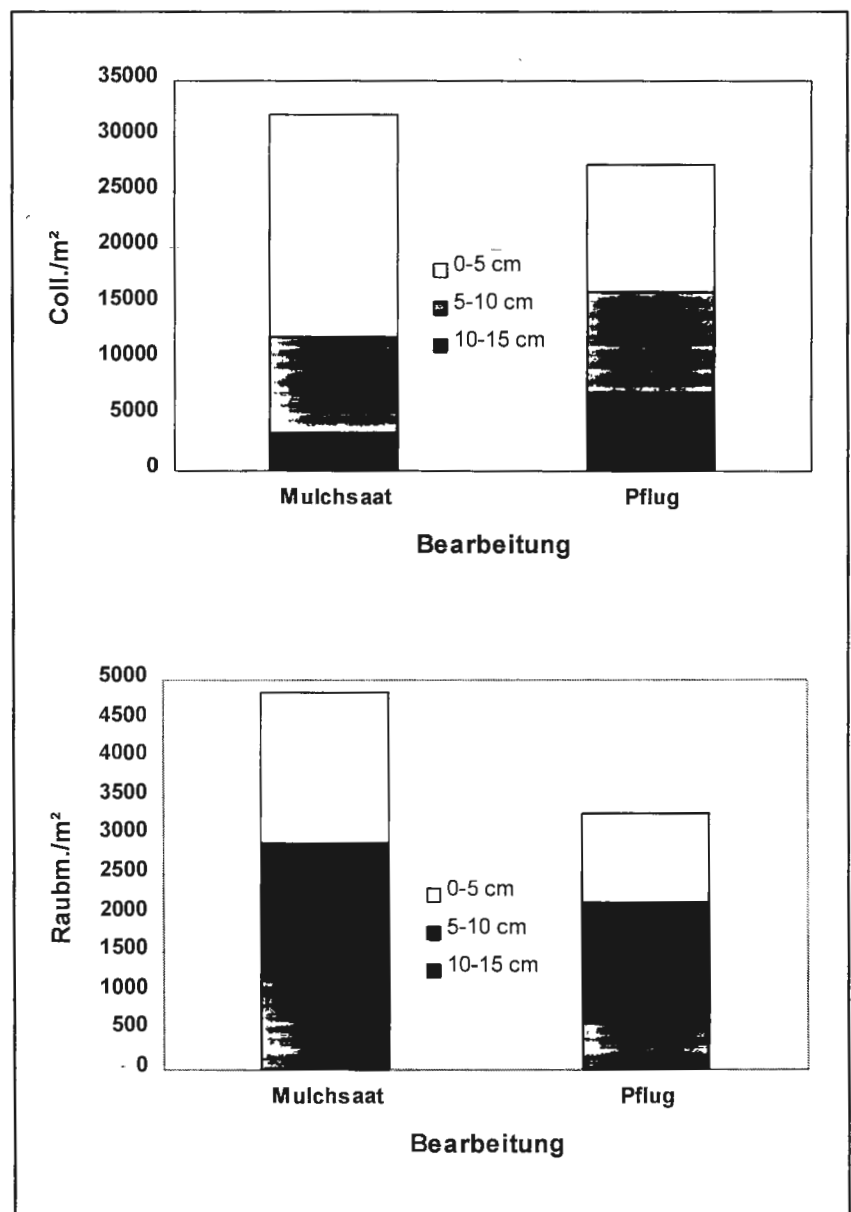 35000
30000
25000
20000
15000
10000
5000
0
Coll./m²
0-5 cm
5-10 cm
10-15 cm
Mulchsaat Pflug
Bearbeitung
5000
4500
4000
3500
3000
2500
2000
1500
1000
500
0
Raubm./m²
0-5 cm
5-10 cm
10-15 cm
Mulchsaat Pflug
Bearbeitung